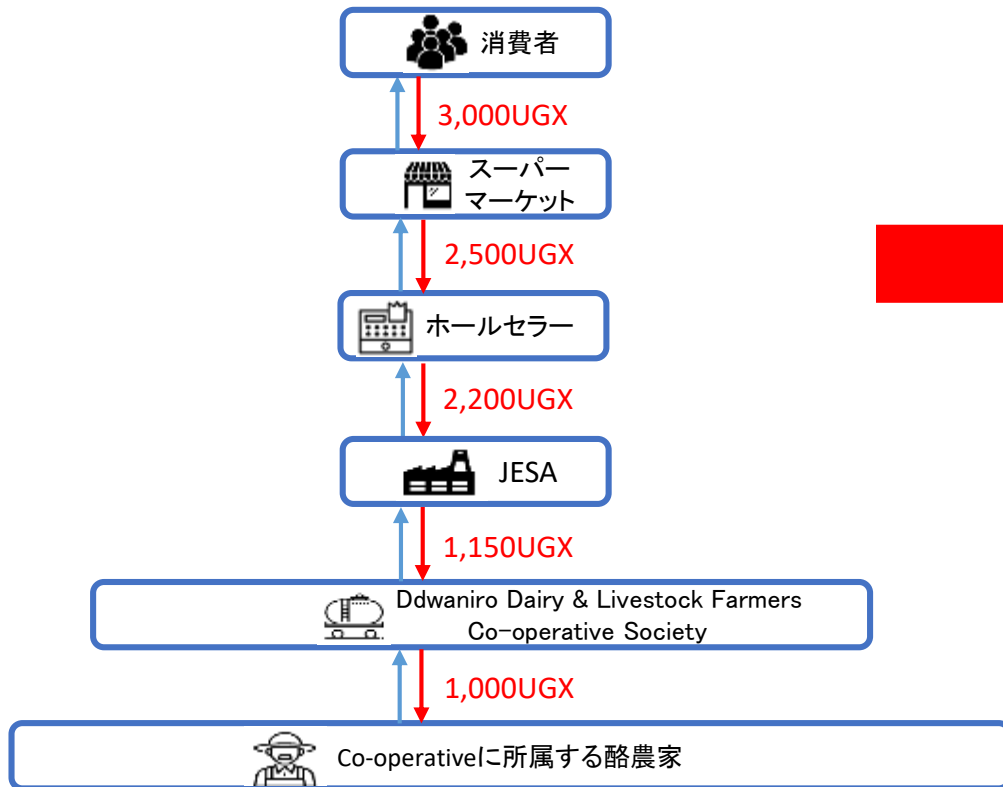 消費者
3,000UGX
スーパー
マーケット
2,500UGX
ホールセラー
2,200UGX
JESA
1,150UGX
Ddwaniro Dairy & Livestock Farmers
Co-operative Society
1,000UGX
Co-operativeに所属する酪農家